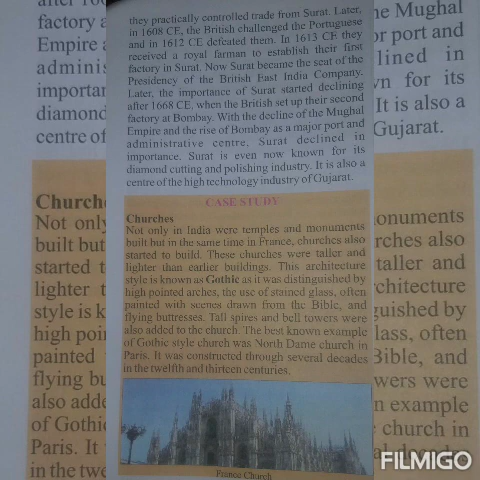 they practically controlled trade from Surat. Later,
in 1608 CE, the British challenged the Portuguese
and in 1612 CE defeated them. In 1613 CE they
received a royal farman to establish their first
factory in Surat. Now Surat became the seat of the
Presidency of the British East India Company.
Later, the importance of Surat started declining
after 1668 CE, when the British set up their second
factory at Bombay. With the decline of the Mughal
Empire and the rise of Bombay as a major port and
administrative centre, Surat declined in
importance. Surat is even now known for its
diamond cutting and polishing industry. It is also a
centre of the high technology industry of Gujarat.
CASE STUDY
Churches
Not only in India were temples and monuments
built but in the same time in France, churches also
started to build. These churches were taller and
lighter than earlier buildings. This architecture
style is known as Gothic as it was distinguished by
high pointed arches, the use of stained glass, often
painted with scenes drawn from the Bible, and
flying buttresses. Tall spires and bell towers were
also added to the church. The best known example
of Gothic style church was North Dame church in
Paris. It was constructed through several decades
in the twelfth and thirteen centuries.
France Church
FILMIGO